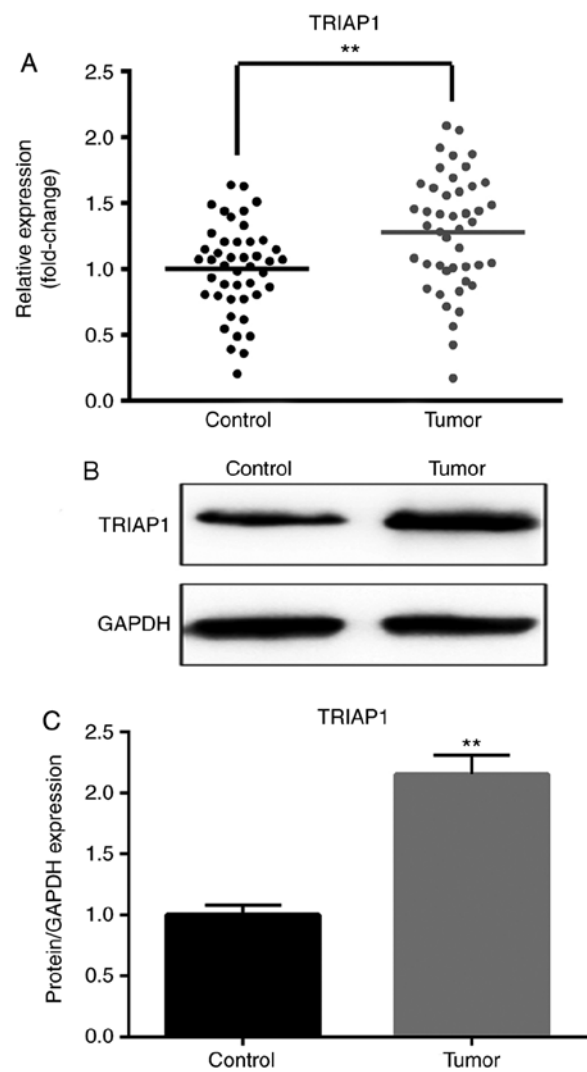 TRIAP1
A
**
2.5
2.0
1.5
1.0
0.5
0.0
Relative expression
(fold-change)
Control Tumor
B
Control Tumor
TRIAP1
GAPDH
C
TRIAP1
**
2.5
2.0
1.5
1.0
0.5
0.0
Protein/GAPDH expression
Control Tumor